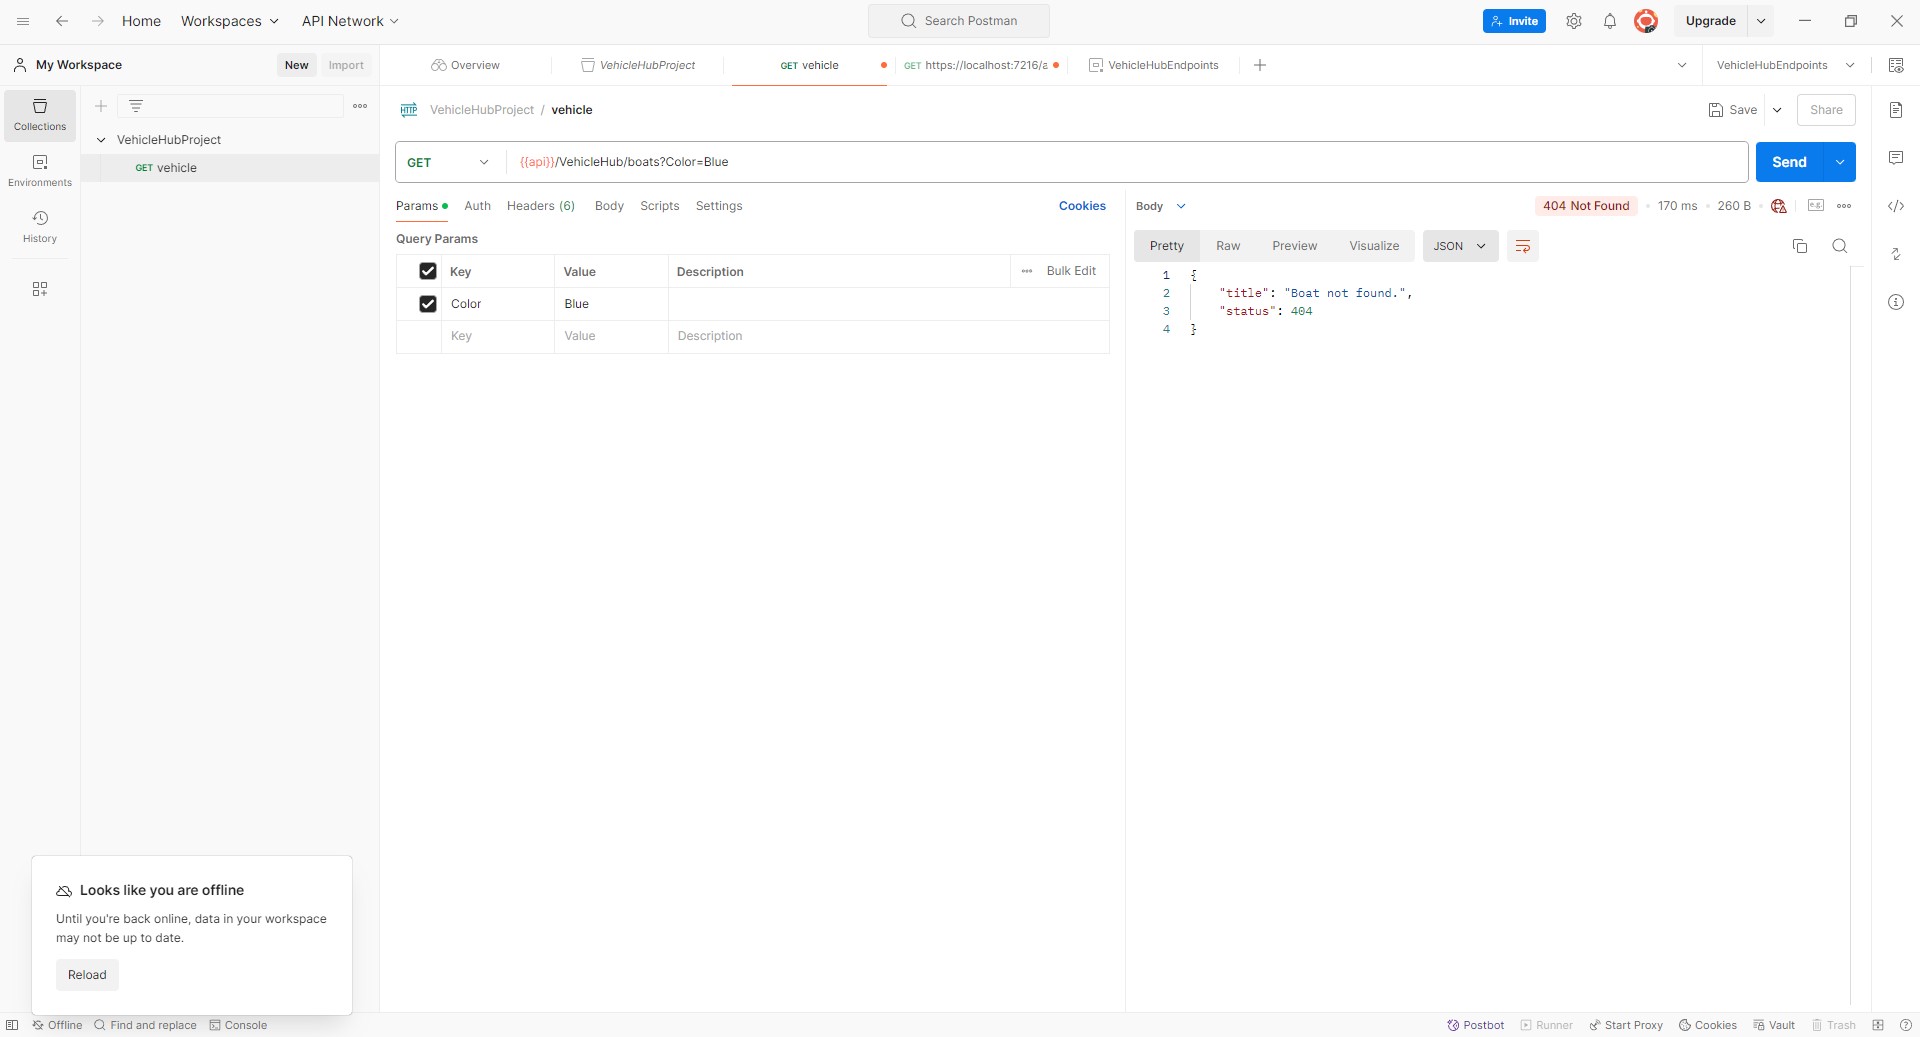 Home Workspaces API Network Search Postman Invite Upgrade
My Workspace New Import Overview VehicleHubProject GET vehicle GET https://localhost:7216/a VehicleHubEndpoints VehicleHubEndpoints
Collections
Environments
History
VehicleHubProject
GET vehicle
HTTP VehicleHubProject / vehicle Save Share
GET {{api}}/VehicleHub/boats?Color=Blue Send
Params Auth Headers (6) Body Scripts Settings Cookies
Query Params
Key Value Description Bulk Edit
Color Blue
Key Value Description
Body 404 Not Found 170 ms 260 B e.g.
Pretty Raw Preview Visualize JSON
1 {
2 "title": "Boat not found.",
3 "status": 404
4 }
Looks like you are offline
Until you're back online, data in your workspace
may not be up to date.
Reload
Offline Find and replace Console Postbot Runner Start Proxy Cookies Vault Trash